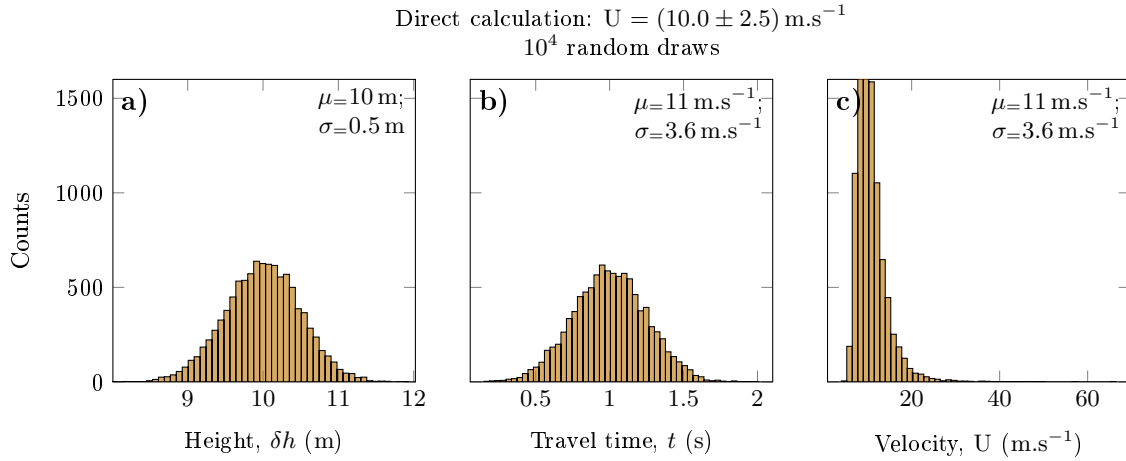 Direct calculation: U = (10.0 ± 2.5) m.s⁻¹
10⁴ random draws
a)
μ=10 m;
σ=0.5 m
b)
μ=11 m.s⁻¹;
σ=3.6 m.s⁻¹
c)
μ=11 m.s⁻¹;
σ=3.6 m.s⁻¹
Counts
1500
1000
500
0
9 10 11 12
0.5 1 1.5 2
20 40 60
Height, δh (m)
Travel time, t (s)
Velocity, U (m.s⁻¹)